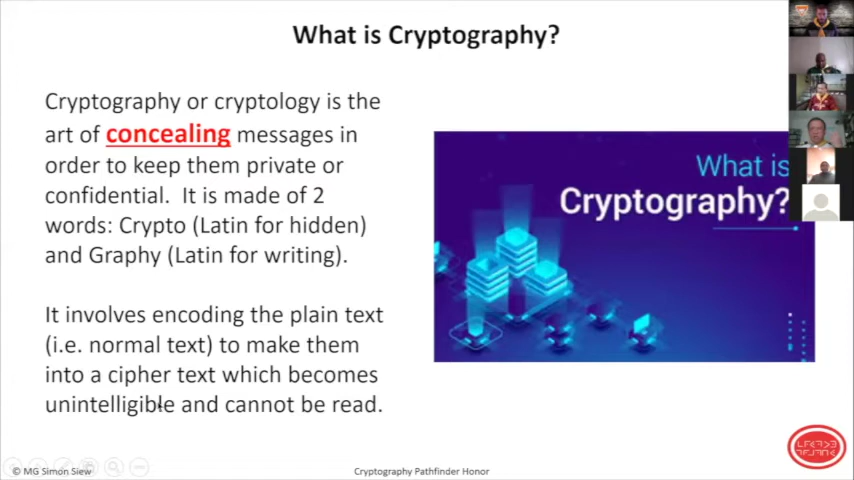 What is Cryptography?
Cryptography or cryptology is the
art of concealing messages in
order to keep them private or
confidential. It is made of 2
words: Crypto (Latin for hidden)
and Graphy (Latin for writing).
It involves encoding the plain text
(i.e. normal text) to make them
into a cipher text which becomes
unintelligible and cannot be read.
What is
Cryptography?
© MG Simon Siew
Cryptography Pathfinder Honor